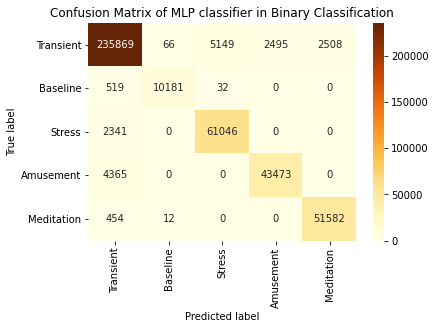 Confusion Matrix of MLP classifier in Binary Classification
True label
Transient 235869 66 5149 2495 2508
Baseline 519 10181 32 0 0
Stress 2341 0 61046 0 0
Amusement 4365 0 0 43473 0
Meditation 454 12 0 0 51582
Transient Baseline Stress Amusement Meditation
Predicted label
200000
150000
100000
50000
0